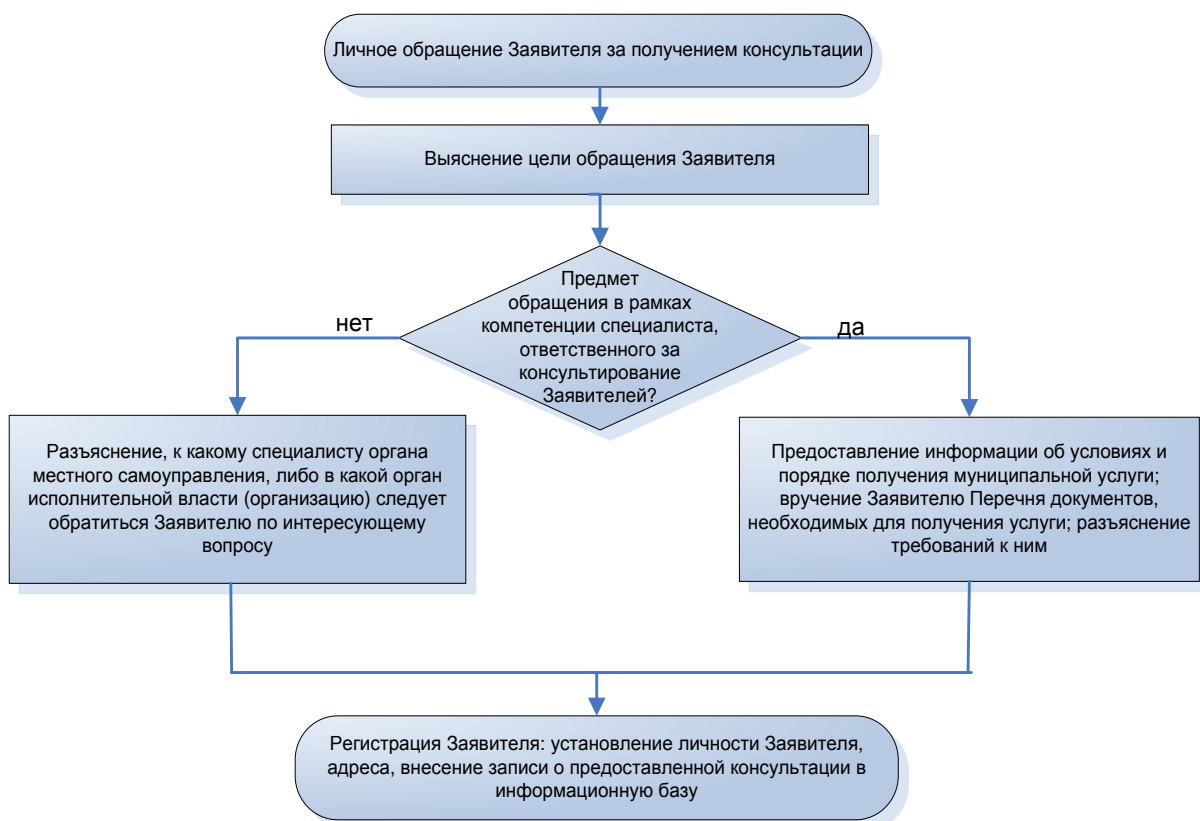 Личное обращение Заявителя за получением консультации
Выяснение цели обращения Заявителя
Предмет
обращения в рамках
компетенции специалиста,
ответственного за
консультирование
Заявителей?
нет
да
Разъяснение, к какому специалисту органа
местного самоуправления, либо в какой орган
исполнительной власти (организацию) следует
обратиться Заявителю по интересующему
вопросу
Предоставление информации об условиях и
порядке получения муниципальной услуги;
вручение Заявителю Перечня документов,
необходимых для получения услуги; разъяснение
требований к ним
Регистрация Заявителя: установление личности Заявителя,
адреса, внесение записи о предоставленной консультации в
информационную базу